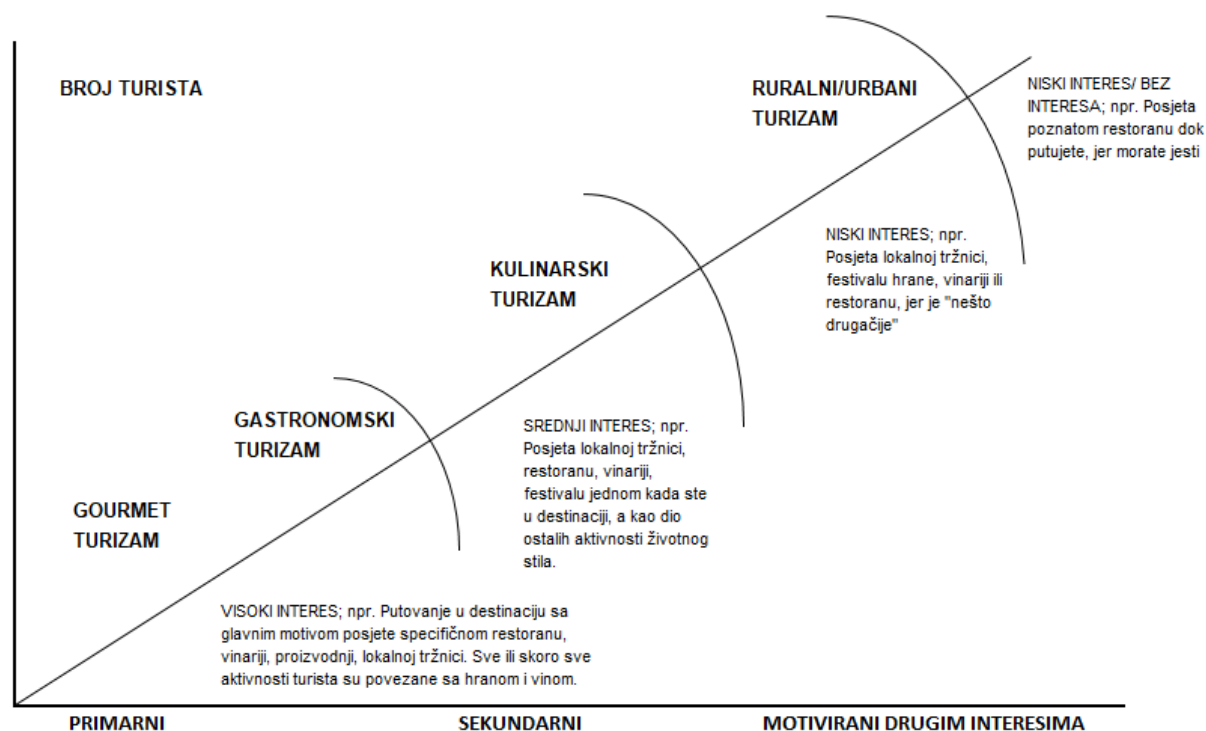 BROJ TURISTA
RURALNI/URBANI
TURIZAM
NISKI INTERES/ BEZ
INTERESA; npr. Posjeta
poznatom restoranu dok
putujete, jer morate jesti
NISKI INTERES; npr.
Posjeta lokalnoj tržnici,
festivalu hrane, vinariji ili
restoranu, jer je "nešto
drugačije"
KULINARSKI
TURIZAM
GASTRONOMSKI
TURIZAM
SREDNJI INTERES; npr.
Posjeta lokalnoj tržnici,
restoranu, vinariji,
festivalu jednom kada ste
u destinaciji, a kao dio
ostalih aktivnosti životnog
stila.
GOURMET
TURIZAM
VISOKI INTERES; npr. Putovanje u destinaciju sa
glavnim motivom posjete specifičnom restoranu,
vinariji, proizvodnji, lokalnoj tržnici. Sve ili skoro sve
aktivnosti turista su povezane sa hranom i vinom.
PRIMARNI
SEKUNDARNI
MOTIVIRANI DRUGIM INTERESIMA